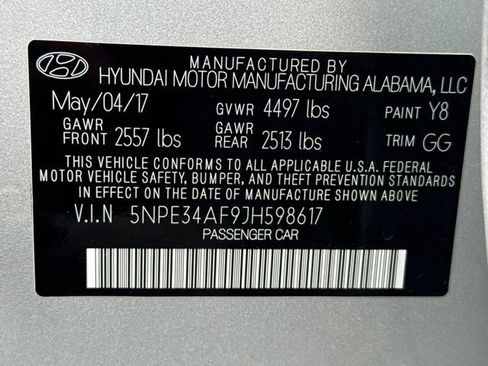 MANUFACTURED BY
HYUNDAI MOTOR MANUFACTURING ALABAMA, LLC
May/04/17 GVWR 4497 lbs PAINT Y8
GAWR FRONT 2557 lbs GAWR REAR 2513 lbs TRIM GG
THIS VEHICLE CONFORMS TO ALL APPLICABLE U.S.A. FEDERAL
MOTOR VEHICLE SAFETY, BUMPER, AND THEFT PREVENTION STANDARDS
IN EFFECT ON THE DATE OF MANUFACTURE SHOWN ABOVE
V.I.N 5NPE34AF9JH598617
PASSENGER CAR